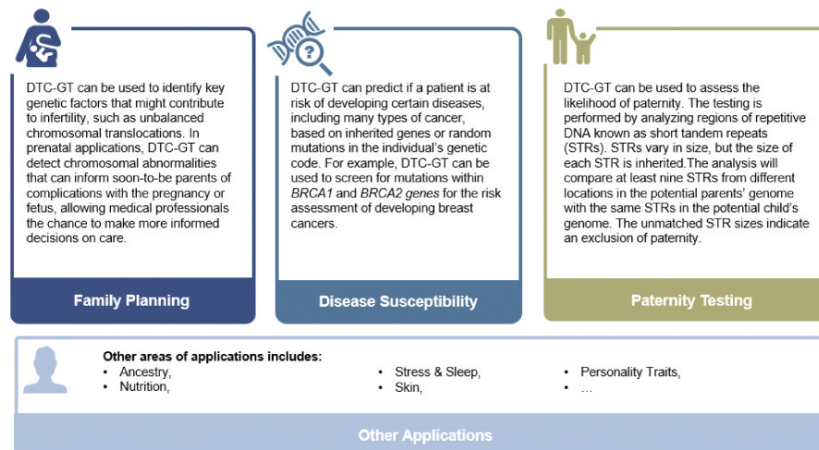 DTC-GT can be used to identify key
genetic factors that might contribute
to infertility, such as unbalanced
chromosomal translocations. In
prenatal applications, DTC-GT can
detect chromosomal abnormalities
that can inform soon-to-be parents of
complications with the pregnancy or
fetus, allowing medical professionals
the chance to make more informed
decisions on care.
Family Planning
?
DTC-GT can predict if a patient is at
risk of developing certain diseases,
including many types of cancer,
based on inherited genes or random
mutations in the individual's genetic
code. For example, DTC-GT can be
used to screen for mutations within
BRCA1 and BRCA2 genes for the risk
assessment of developing breast
cancers.
Disease Susceptibility
DTC-GT can be used to assess the
likelihood of paternity. The testing is
performed by analyzing regions of repetitive
DNA known as short tandem repeats
(STRs). STRs vary in size, but the size of
each STR is inherited.The analysis will
compare at least nine STRs from different
locations in the potential parents' genome
with the same STRs in the potential child's
genome. The unmatched STR sizes indicate
an exclusion of paternity.
Paternity Testing
Other areas of applications includes:
• Ancestry,
• Nutrition,
• Stress & Sleep,
• Skin,
• Personality Traits,
• …
Other Applications